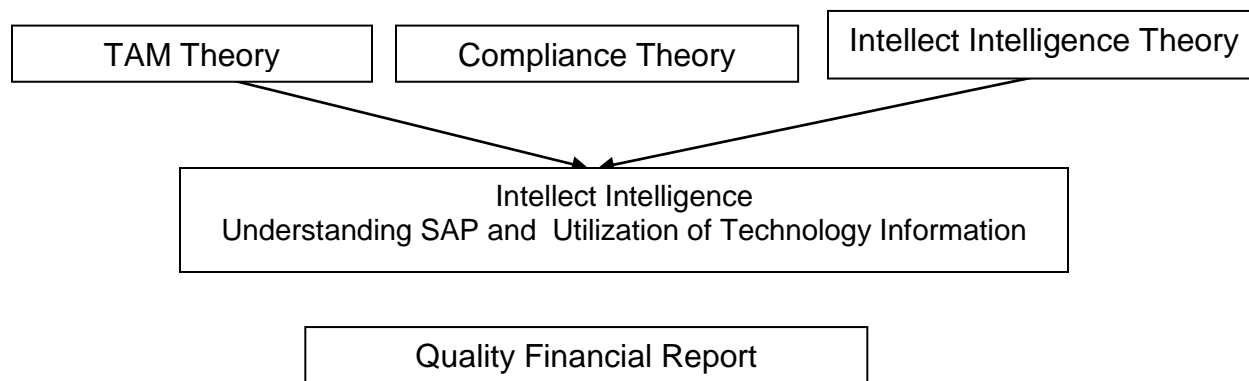 TAM Theory
Compliance Theory
Intellect Intelligence Theory
Intellect Intelligence
Understanding SAP and Utilization of Technology Information
Quality Financial Report